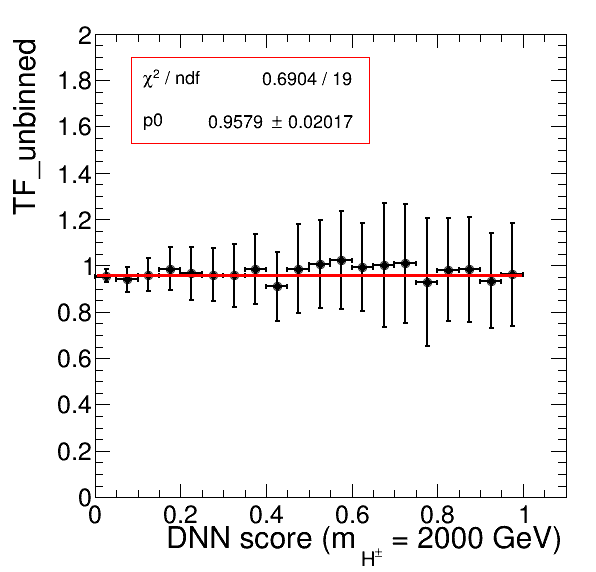 TF_unbinned
2
1.8
1.6
1.4
1.2
1
0.8
0.6
0.4
0.2
0
χ² / ndf 0.6904 / 19
p0 0.9579 ± 0.02017
0 0.2 0.4 0.6 0.8 1
DNN score (m_H± = 2000 GeV)